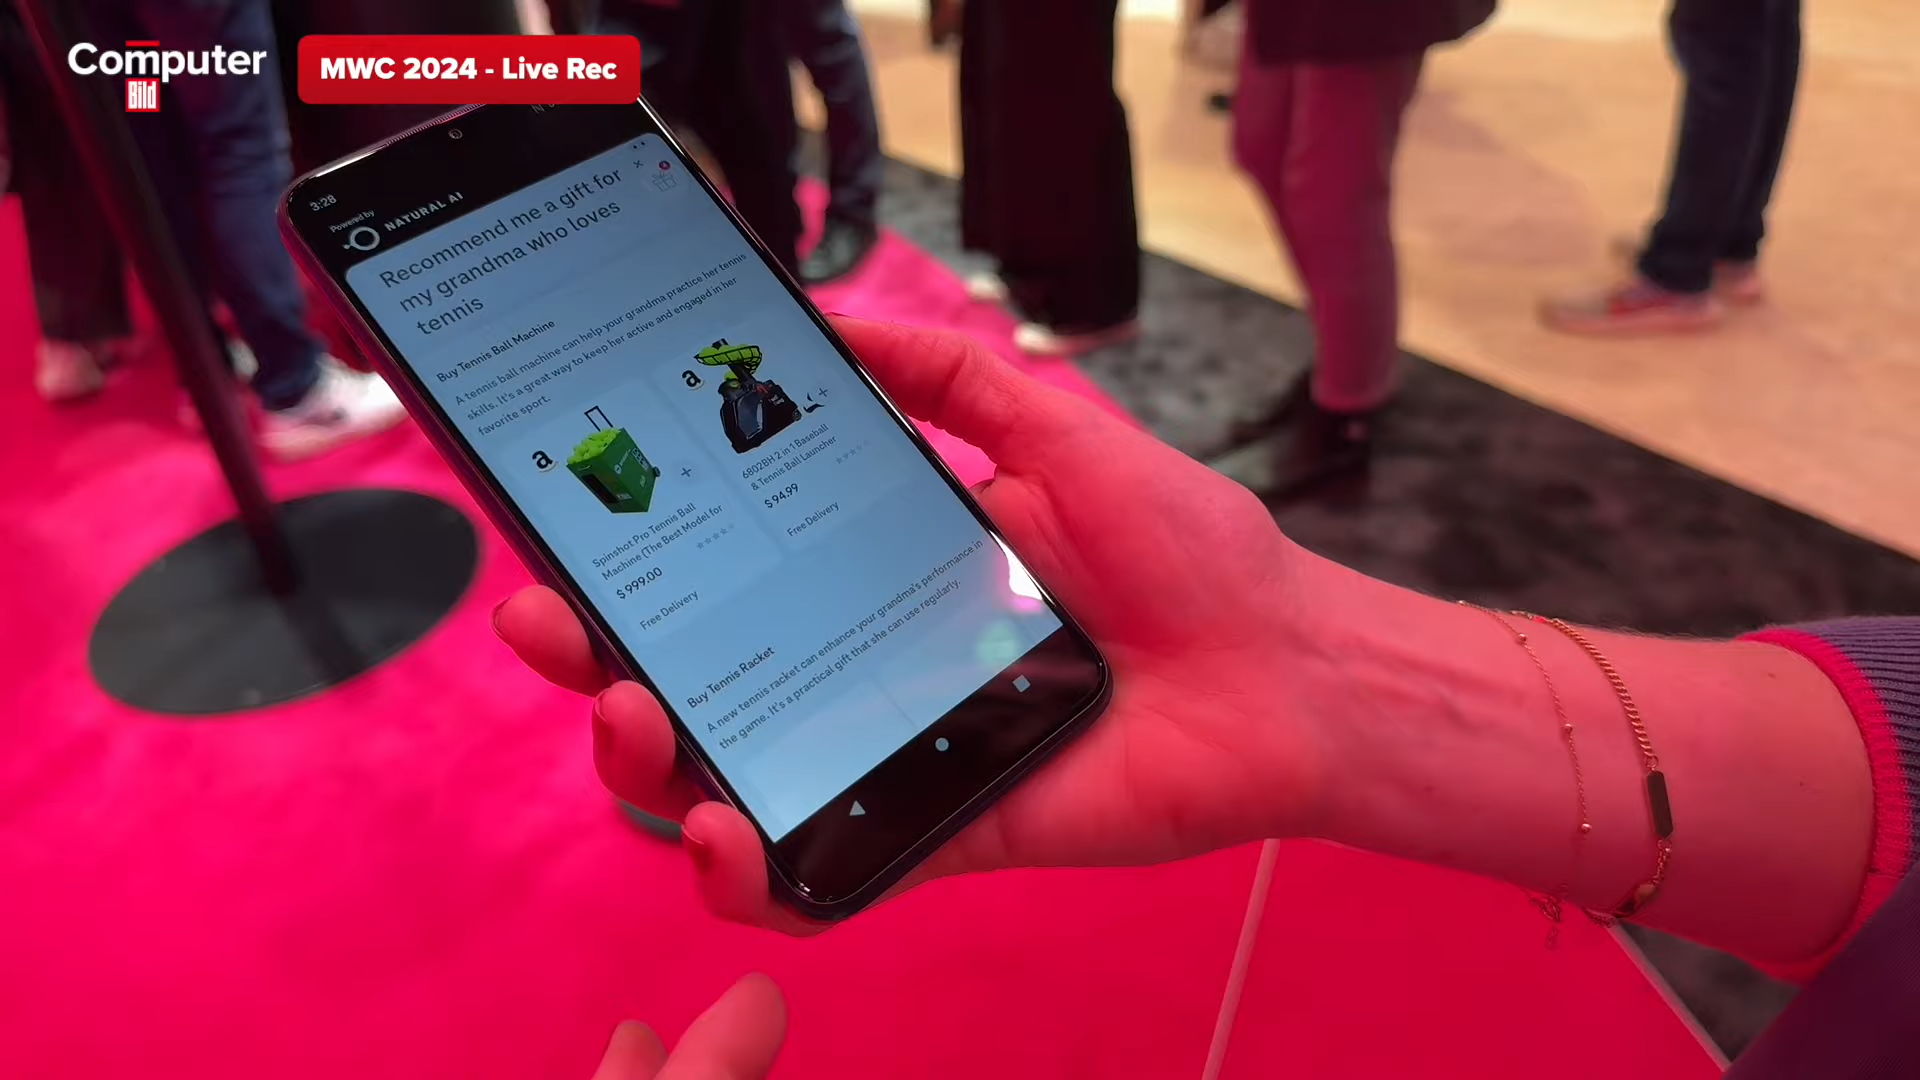 Computer
Bild
MWC 2024 - Live Rec
3:28
Powered by
NATURAL AI
Recommend me a gift for
my grandma who loves
tennis
Buy Tennis Ball Machine
A tennis ball machine can help your grandma practice her tennis
skills. It's a great way to keep her active and engaged in her
favorite sport.
a
Spinshot Pro Tennis Ball
Machine (The Best Model for
$999.00
Free Delivery
a
6802BH 2 in 1 Baseball
& Tennis Ball Launcher
$94.99
Free Delivery
Buy Tennis Racket
A new tennis racket can enhance your grandma's performance in
the game. It's a practical gift that she can use regularly.